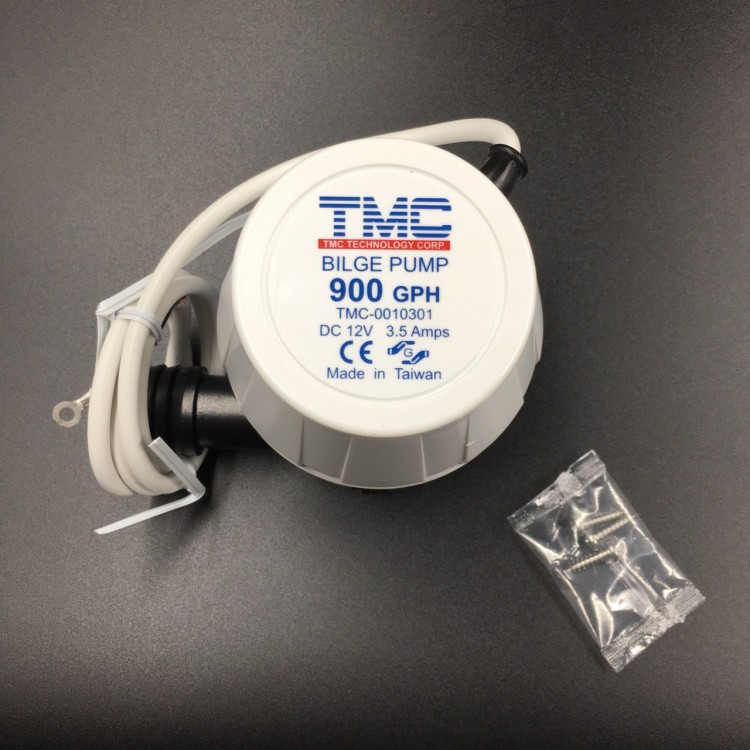 TMC
TMC TECHNOLOGY CORP.
BILGE PUMP
900 GPH
TMC-0010301
DC 12V 3.5 Amps
CE G
Made in Taiwan